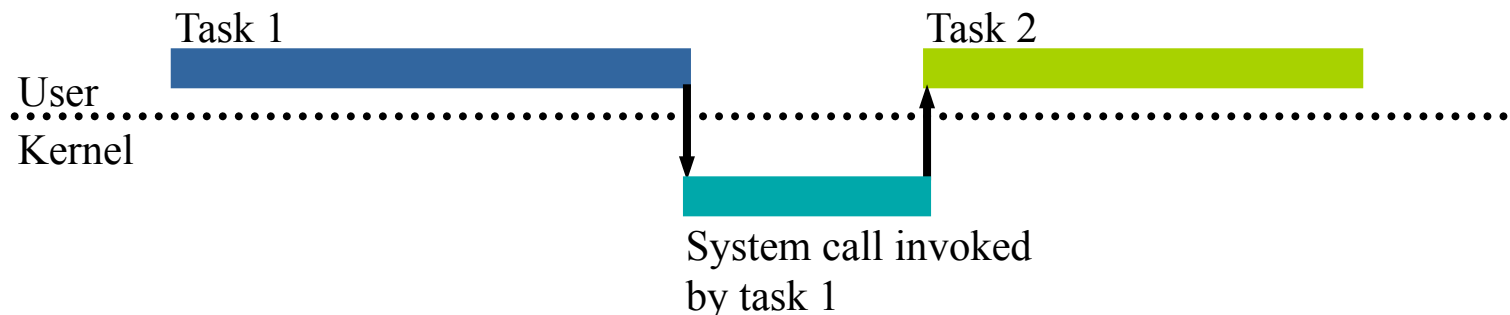 Task 1
Task 2
User
Kernel
System call invoked
by task 1